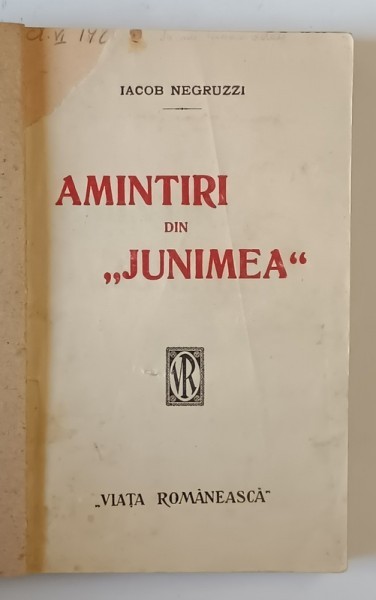 IACOB NEGRUZZI
AMINTIRI
DIN
„JUNIMEA“
VR
„VIAȚA ROMÂNEASCĂ”